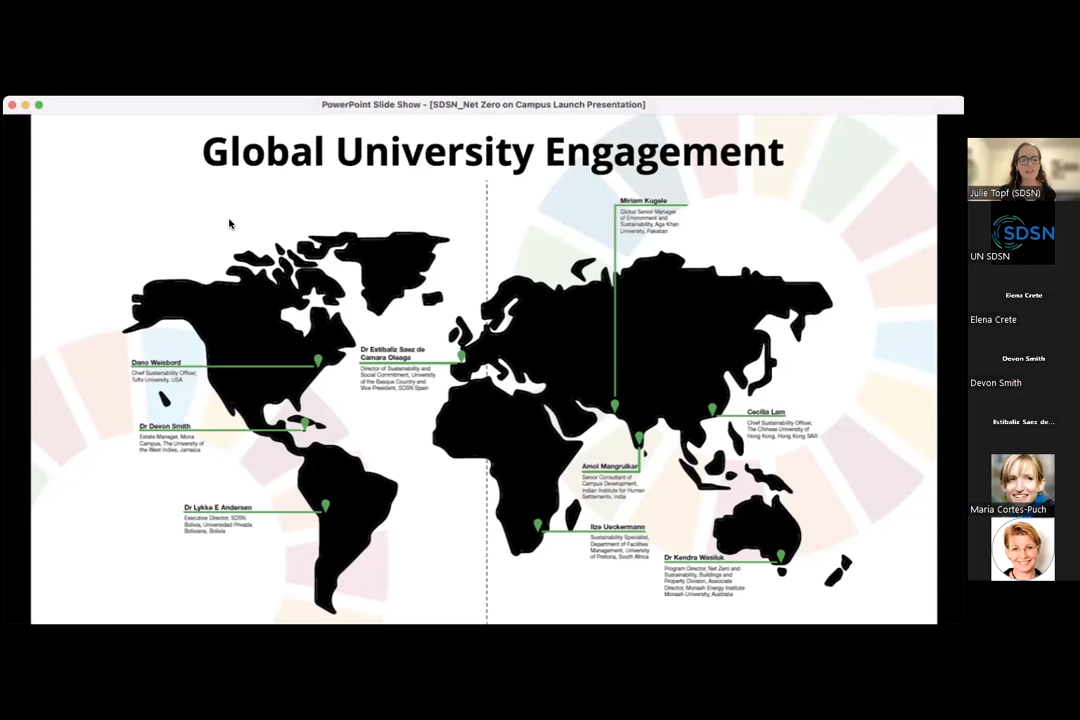 PowerPoint Slide Show - [SDSN_Net Zero on Campus Launch Presentation]
Global University Engagement
Miriam Kugele
Global Senior Manager
of Environment and
Sustainability, Aga Khan
University, Pakistan
Dano Weisbord
Chief Sustainability Officer,
Tufts University, USA
Dr Estibaliz Saez de
Camara Oleaga
Director of Sustainability and
Social Commitment, University
of the Basque Country and
Vice President, SDSN Spain
Dr Devon Smith
Estate Manager, Mona
Campus, The University of
the West Indies, Jamaica
Cecilia Lam
Chief Sustainability Officer,
The Chinese University of
Hong Kong, Hong Kong SAR
Amol Mangrulkar
Senior Consultant of
Campus Development,
Indian Institute for Human
Settlements, India
Dr Lykke E Andersen
Executive Director, SDSN
Bolivia, Universidad Privada
Boliviana, Bolivia
Ilze Ueckermann
Sustainability Specialist,
Department of Facilities
Management, University
of Pretoria, South Africa
Dr Kendra Wasiluk
Program Director, Net Zero and
Sustainability, Buildings and
Property Division, Associate
Director, Monash Energy Institute
Monash University, Australia
Julie Topf (SDSN)
SDSN
UN SDSN
Elena Crete
Elena Crete
Devon Smith
Devon Smith
Estibaliz Saez de...
Maria Cortes-Puch